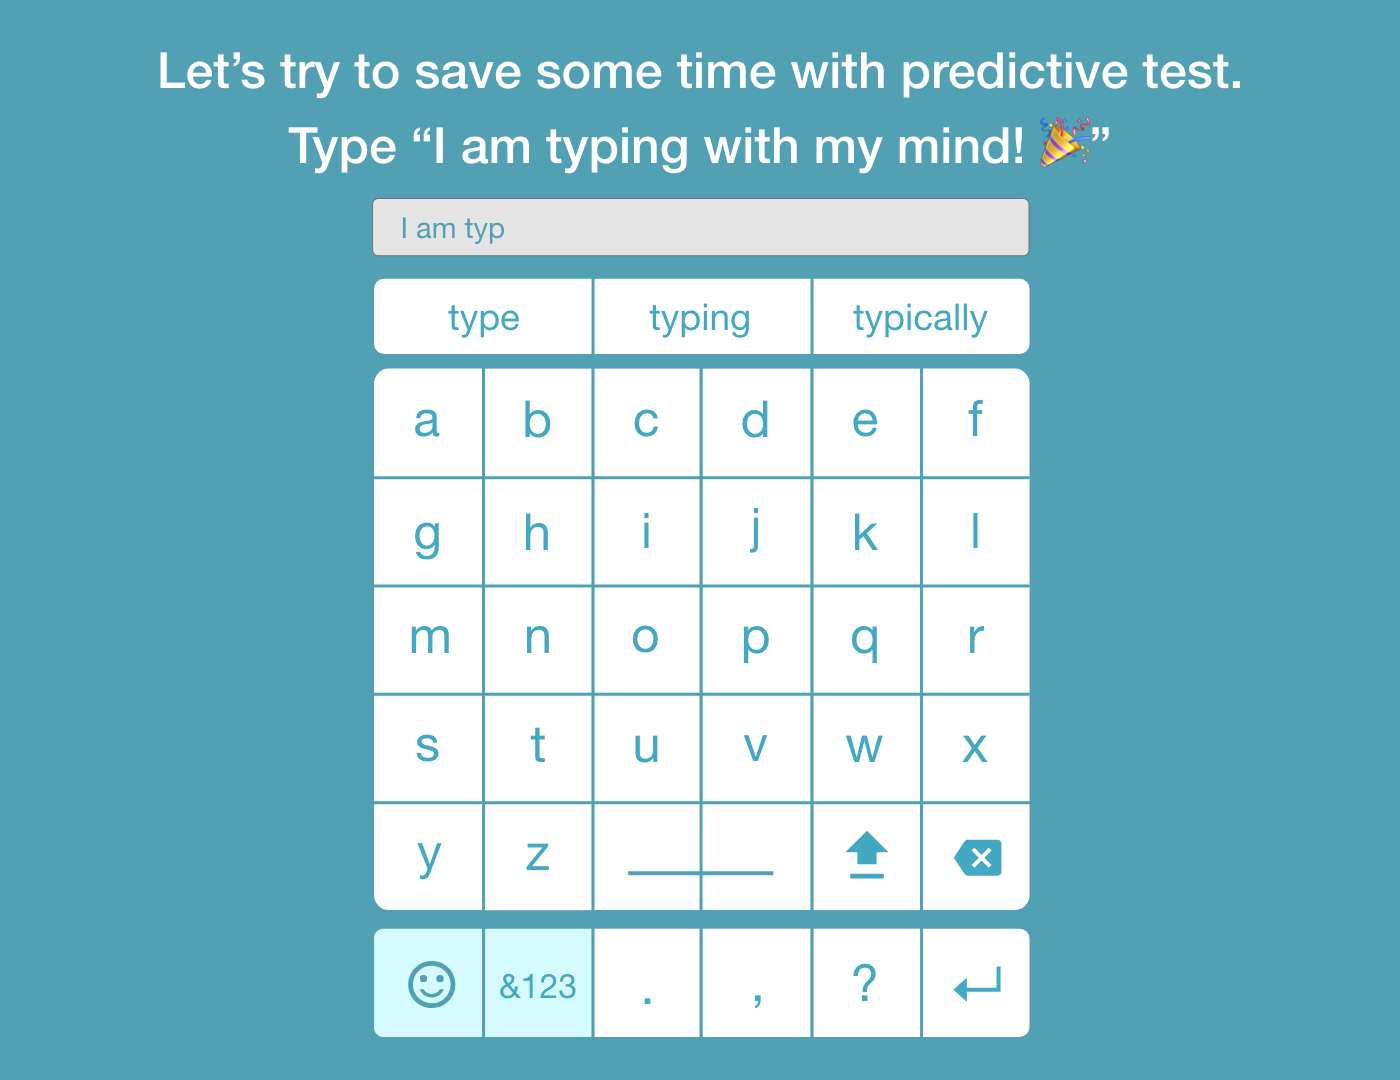 Let’s try to save some time with predictive test.
Type “I am typing with my mind! 🎉”
I am typ
type typing typically
a b c d e f
g h i j k l
m n o p q r
s t u v w x
y z
&123 . , ?